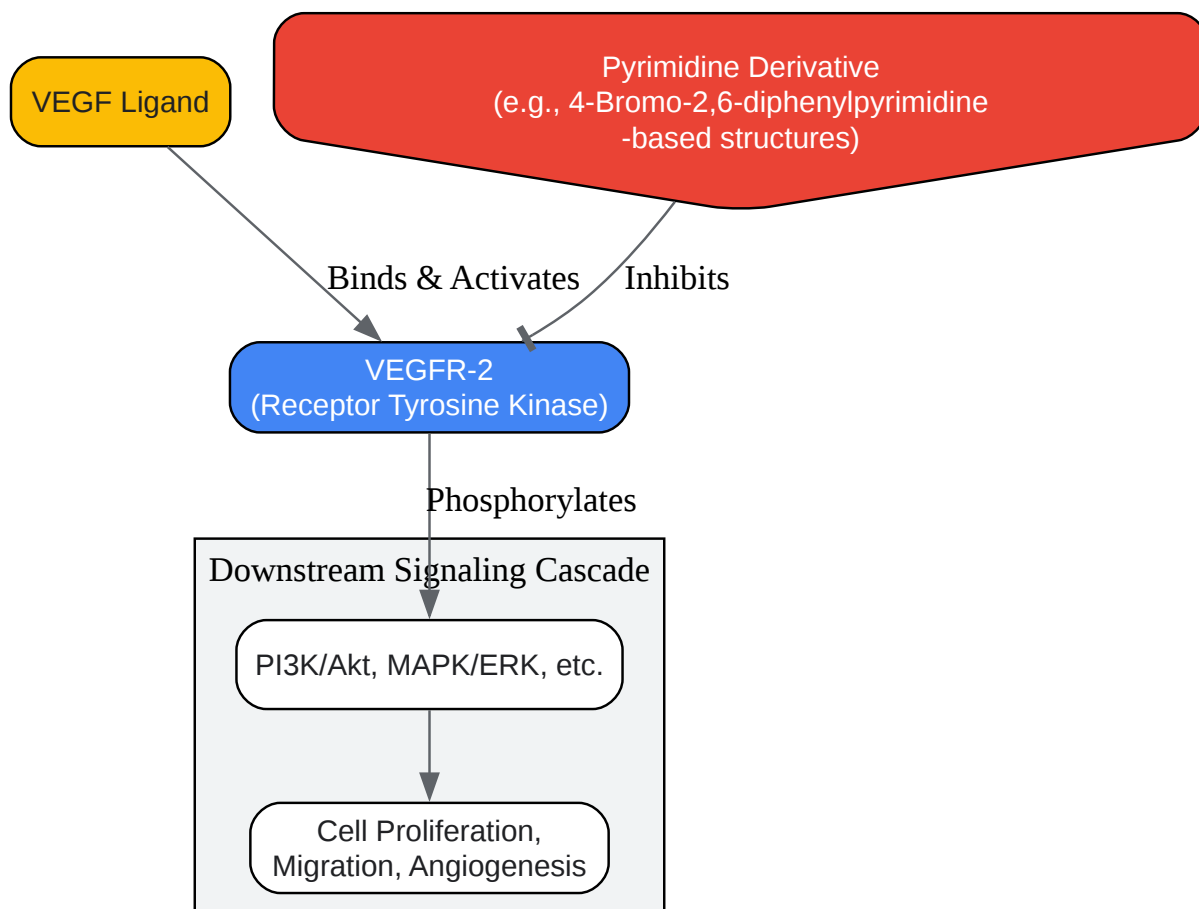 VEGF Ligand
Pyrimidine Derivative
(e.g., 4-Bromo-2,6-diphenylpyrimidine
-based structures)
Binds & Activates
Inhibits
VEGFR-2
(Receptor Tyrosine Kinase)
Phosphorylates
Downstream Signaling Cascade
PI3K/Akt, MAPK/ERK, etc.
Cell Proliferation,
Migration, Angiogenesis